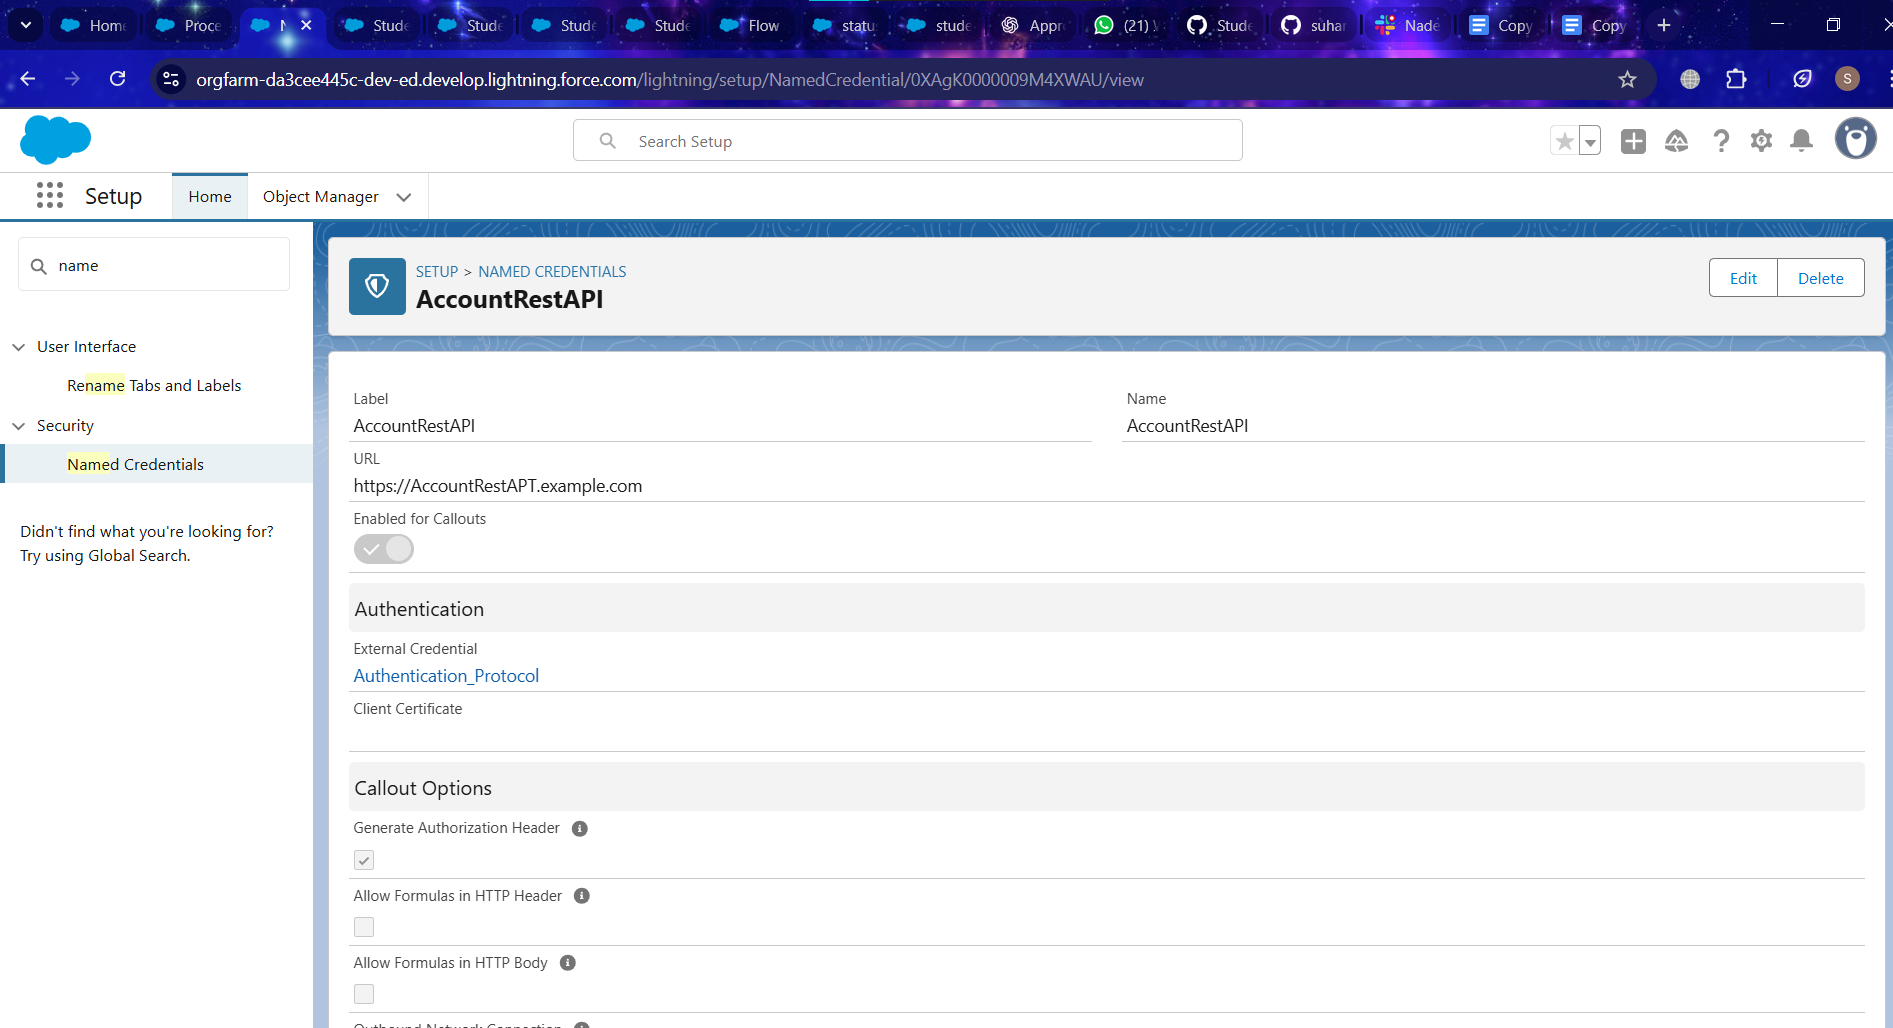 Home
Proce
N
Stude
Stude
Stude
Stude
Flow
statu
stude
Appro
(21)
Stude
suhar
Nade
Copy
Copy
orgfarm-da3cee445c-dev-ed.develop.lightning.force.com/lightning/setup/NamedCredential/0XAgK0000009M4XWAU/view
S
Search Setup
Setup
Home
Object Manager
name
User Interface
Rename Tabs and Labels
Security
Named Credentials
Didn't find what you're looking for?
Try using Global Search.
SETUP > NAMED CREDENTIALS
AccountRestAPI
Edit
Delete
Label
AccountRestAPI
Name
AccountRestAPI
URL
https://AccountRestAPT.example.com
Enabled for Callouts
Authentication
External Credential
Authentication_Protocol
Client Certificate
Callout Options
Generate Authorization Header
Allow Formulas in HTTP Header
Allow Formulas in HTTP Body
Outbound Network Connection